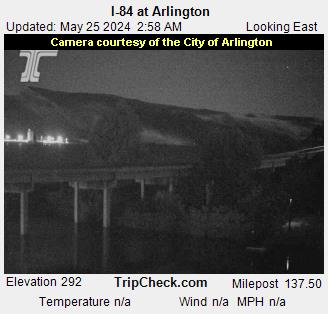 I-84 at Arlington
Updated: May 25 2024 2:58 AM Looking East
Camera courtesy of the City of Arlington
Elevation 292 TripCheck.com Milepost 137.50
Temperature n/a Wind n/a MPH n/a